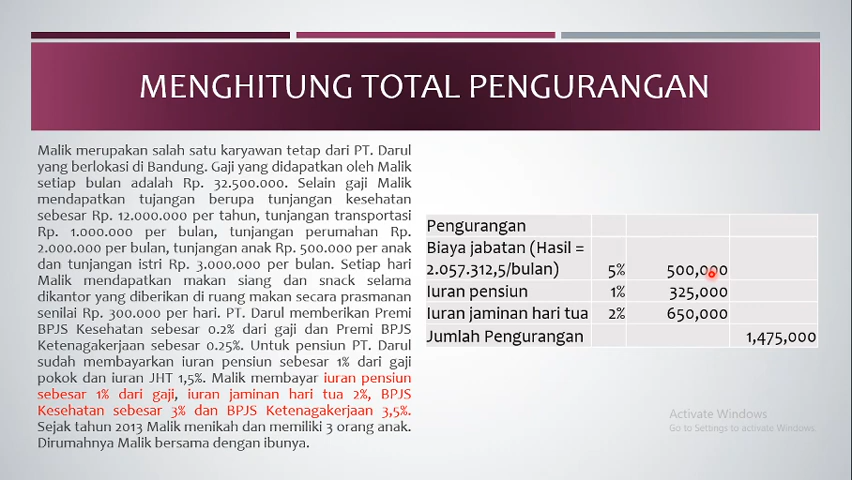 MENGHITUNG TOTAL PENGURANGAN
Malik merupakan salah satu karyawan tetap dari PT. Darul
yang berlokasi di Bandung. Gaji yang didapatkan oleh Malik
setiap bulan adalah Rp. 32.500.000. Selain gaji Malik
mendapatkan tujangan berupa tunjangan kesehatan
sebesar Rp. 12.000.000 per tahun, tunjangan transportasi
Rp. 1.000.000 per bulan, tunjangan perumahan Rp.
2.000.000 per bulan, tunjangan anak Rp. 500.000 per anak
dan tunjangan istri Rp. 3.000.000 per bulan. Setiap hari
Malik mendapatkan makan siang dan snack selama
dikantor yang diberikan di ruang makan secara prasmanan
senilai Rp. 300.000 per hari. PT. Darul memberikan Premi
BPJS Kesehatan sebesar 0.2% dari gaji dan Premi BPJS
Ketenagakerjaan sebesar 0.25%. Untuk pensiun PT. Darul
sudah membayarkan iuran pensiun sebesar 1% dari gaji
pokok dan iuran JHT 1,5%. Malik membayar iuran pensiun
sebesar 1% dari gaji, iuran jaminan hari tua 2%, BPJS
Kesehatan sebesar 3% dan BPJS Ketenagakerjaan 3,5%.
Sejak tahun 2013 Malik menikah dan memiliki 3 orang anak.
Dirumahnya Malik bersama dengan ibunya.
Pengurangan
Biaya jabatan (Hasil =
2.057.312,5/bulan) 5% 500,000
Iuran pensiun 1% 325,000
Iuran jaminan hari tua 2% 650,000
Jumlah Pengurangan 1,475,000
Activate Windows
Go to Settings to activate Windows.